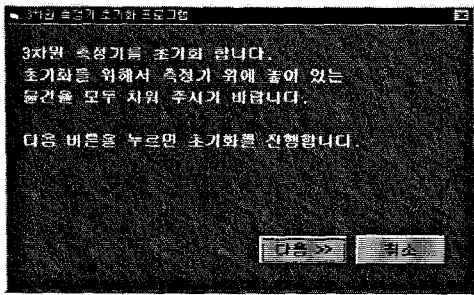 3차원 측정기 초기화 프로그램
3차원 측정기를 초기화 합니다.
초기화를 위해서 측정기 위에 놓여 있는
물건을 모두 치워 주시기 바랍니다.
다음 버튼을 누르면 초기화를 진행합니다.
다음 >>
취소